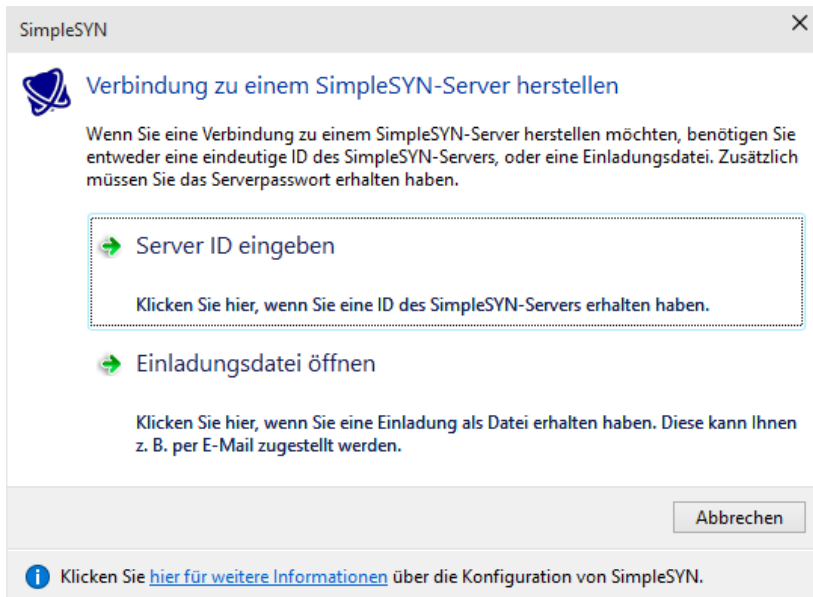 SimpleSYN
Verbindung zu einem SimpleSYN-Server herstellen
Wenn Sie eine Verbindung zu einem SimpleSYN-Server herstellen möchten, benötigen Sie
entweder eine eindeutige ID des SimpleSYN-Servers, oder eine Einladungsdatei. Zusätzlich
müssen Sie das Serverpasswort erhalten haben.
Server ID eingeben
Klicken Sie hier, wenn Sie eine ID des SimpleSYN-Servers erhalten haben.
Einladungsdatei öffnen
Klicken Sie hier, wenn Sie eine Einladung als Datei erhalten haben. Diese kann Ihnen
z. B. per E-Mail zugestellt werden.
Abbrechen
Klicken Sie hier für weitere Informationen über die Konfiguration von SimpleSYN.